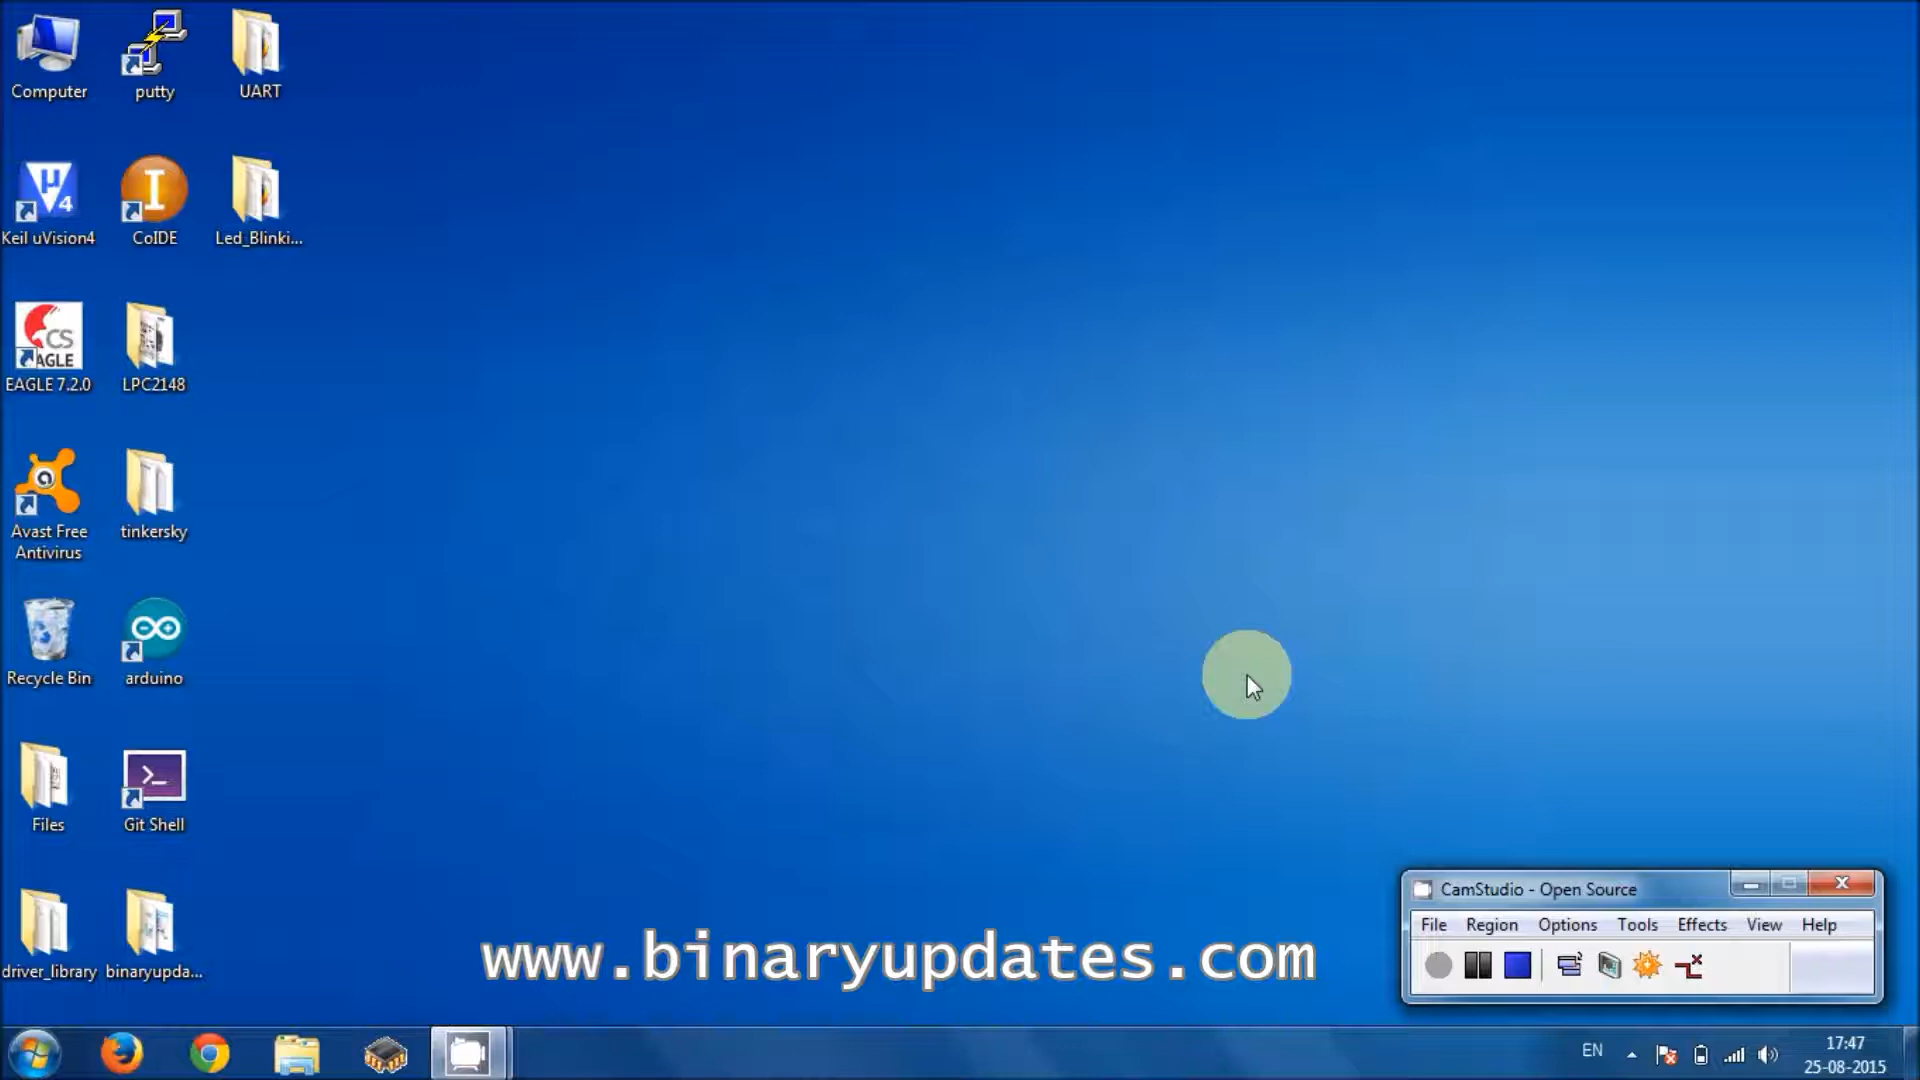 Computer
putty
UART
Keil uVision4
CoIDE
Led_Blinki...
EAGLE 7.2.0
LPC2148
Avast Free
Antivirus
tinkersky
Recycle Bin
arduino
Files
Git Shell
driver_library
binaryupda...
www.binaryupdates.com
CamStudio - Open Source
File Region Options Tools Effects View Help
EN
17:47
25-08-2015